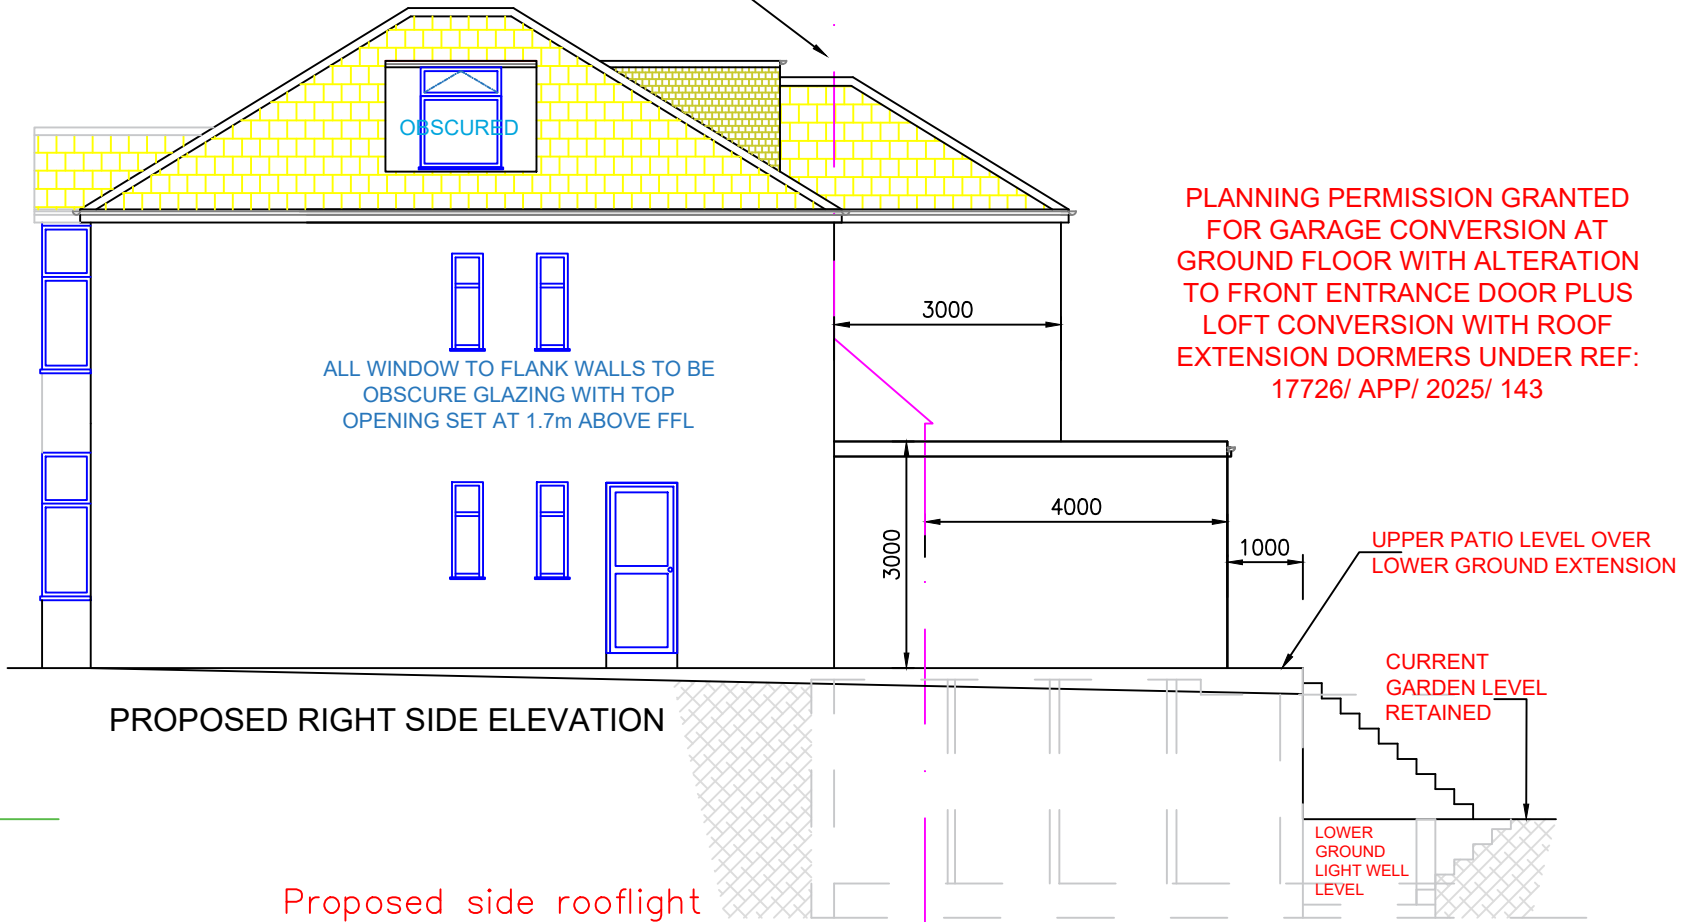 OBSCURED
PLANNING PERMISSION GRANTED
FOR GARAGE CONVERSION AT
GROUND FLOOR WITH ALTERATION
TO FRONT ENTRANCE DOOR PLUS
LOFT CONVERSION WITH ROOF
EXTENSION DORMERS UNDER REF:
17726/ APP/ 2025/ 143
3000
ALL WINDOW TO FLANK WALLS TO BE
OBSCURE GLAZING WITH TOP
OPENING SET AT 1.7m ABOVE FFL
3000
4000
1000
UPPER PATIO LEVEL OVER
LOWER GROUND EXTENSION
CURRENT
GARDEN LEVEL
RETAINED
PROPOSED RIGHT SIDE ELEVATION
LOWER
GROUND
LIGHT WELL
LEVEL
Proposed side rooflight